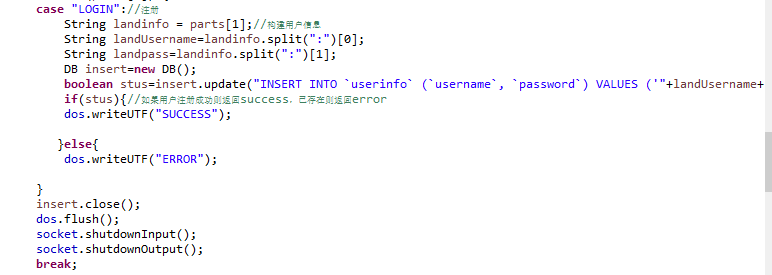 case "LOGIN"://注册
String landinfo = parts[1];//构建用户信息
String landUsername=landinfo.split(":")[0];
String landpass=landinfo.split(":")[1];
DB insert=new DB();
boolean stus=insert.update("INSERT INTO `userinfo` (`username`, `password`) VALUES ('"+landUsername+
if(stus){//如果用户注册成功则返回success，已存在则返回error
dos.writeUTF("SUCCESS");
}else{
dos.writeUTF("ERROR");
}
insert.close();
dos.flush();
socket.shutdownInput();
socket.shutdownOutput();
break;